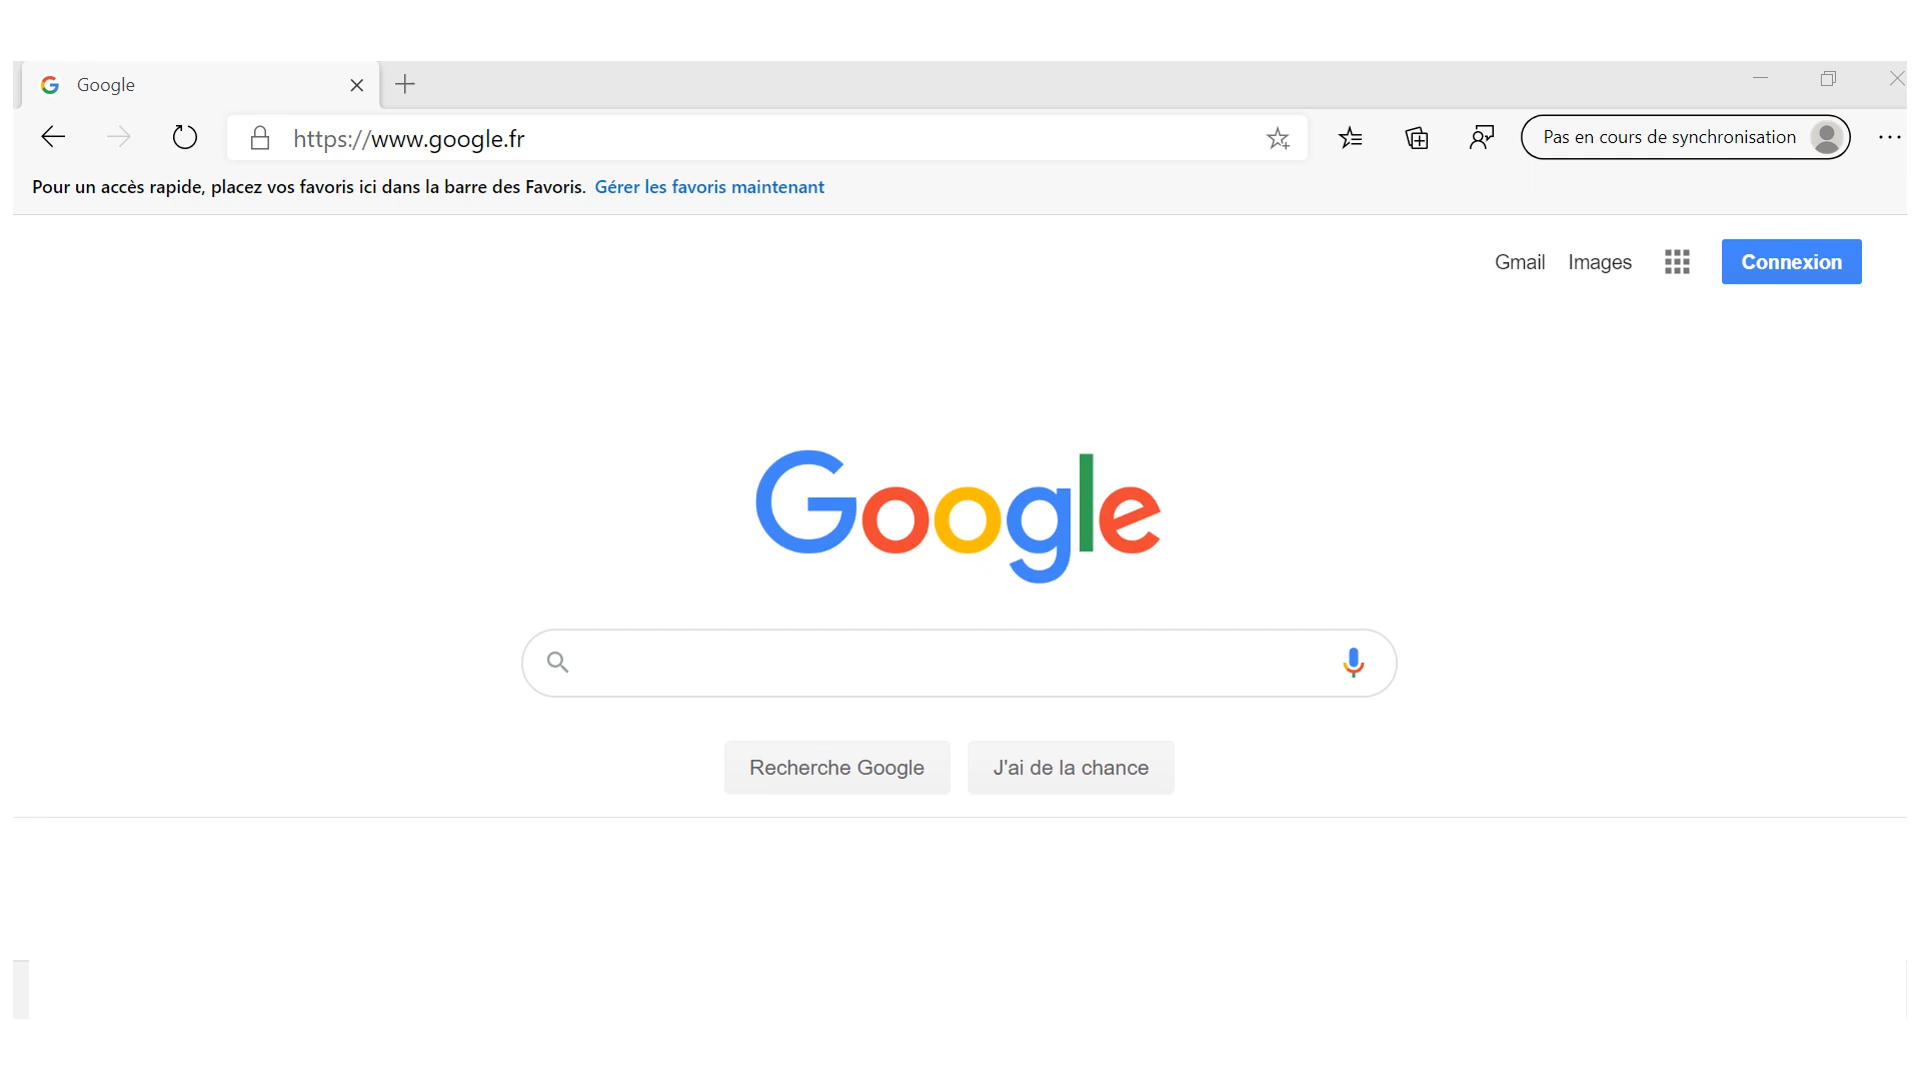 Google
https://www.google.fr
Pas en cours de synchronisation
Pour un accès rapide, placez vos favoris ici dans la barre des Favoris. Gérer les favoris maintenant
Gmail Images Connexion
Google
Recherche Google J'ai de la chance